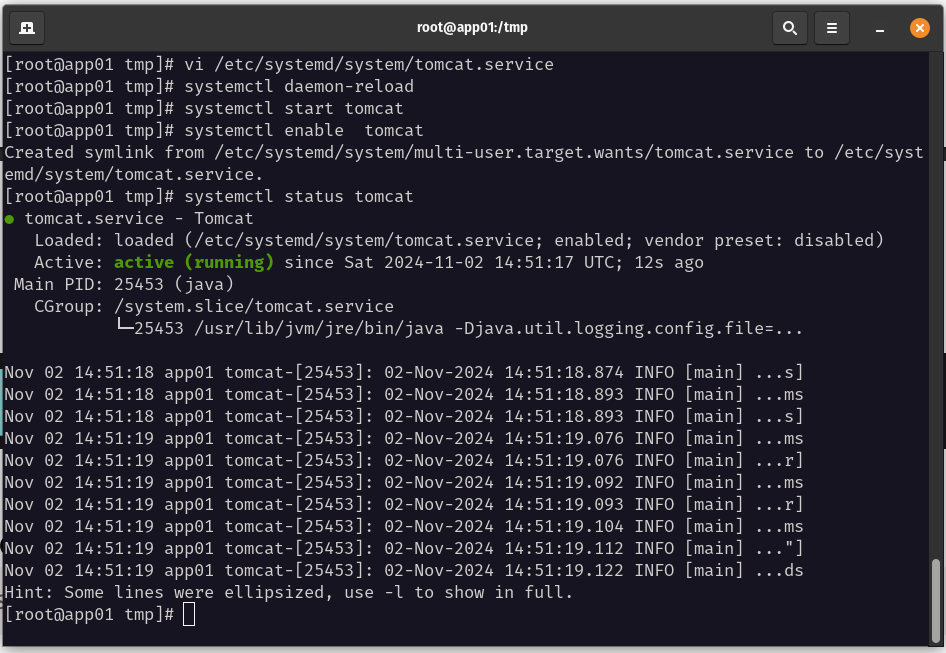 root@app01:/tmp
[root@app01 tmp]# vi /etc/systemd/system/tomcat.service
[root@app01 tmp]# systemctl daemon-reload
[root@app01 tmp]# systemctl start tomcat
[root@app01 tmp]# systemctl enable  tomcat
Created symlink from /etc/systemd/system/multi-user.target.wants/tomcat.service to /etc/syst
emd/system/tomcat.service.
[root@app01 tmp]# systemctl status tomcat
● tomcat.service - Tomcat
   Loaded: loaded (/etc/systemd/system/tomcat.service; enabled; vendor preset: disabled)
   Active: active (running) since Sat 2024-11-02 14:51:17 UTC; 12s ago
 Main PID: 25453 (java)
   CGroup: /system.slice/tomcat.service
           └─25453 /usr/lib/jvm/jre/bin/java -Djava.util.logging.config.file=...

Nov 02 14:51:18 app01 tomcat-[25453]: 02-Nov-2024 14:51:18.874 INFO [main] ...s]
Nov 02 14:51:18 app01 tomcat-[25453]: 02-Nov-2024 14:51:18.893 INFO [main] ...ms
Nov 02 14:51:18 app01 tomcat-[25453]: 02-Nov-2024 14:51:18.893 INFO [main] ...s]
Nov 02 14:51:19 app01 tomcat-[25453]: 02-Nov-2024 14:51:19.076 INFO [main] ...ms
Nov 02 14:51:19 app01 tomcat-[25453]: 02-Nov-2024 14:51:19.076 INFO [main] ...r]
Nov 02 14:51:19 app01 tomcat-[25453]: 02-Nov-2024 14:51:19.092 INFO [main] ...ms
Nov 02 14:51:19 app01 tomcat-[25453]: 02-Nov-2024 14:51:19.093 INFO [main] ...r]
Nov 02 14:51:19 app01 tomcat-[25453]: 02-Nov-2024 14:51:19.104 INFO [main] ...ms
Nov 02 14:51:19 app01 tomcat-[25453]: 02-Nov-2024 14:51:19.112 INFO [main] ..."]
Nov 02 14:51:19 app01 tomcat-[25453]: 02-Nov-2024 14:51:19.122 INFO [main] ...ds
Hint: Some lines were ellipsized, use -l to show in full.
[root@app01 tmp]#